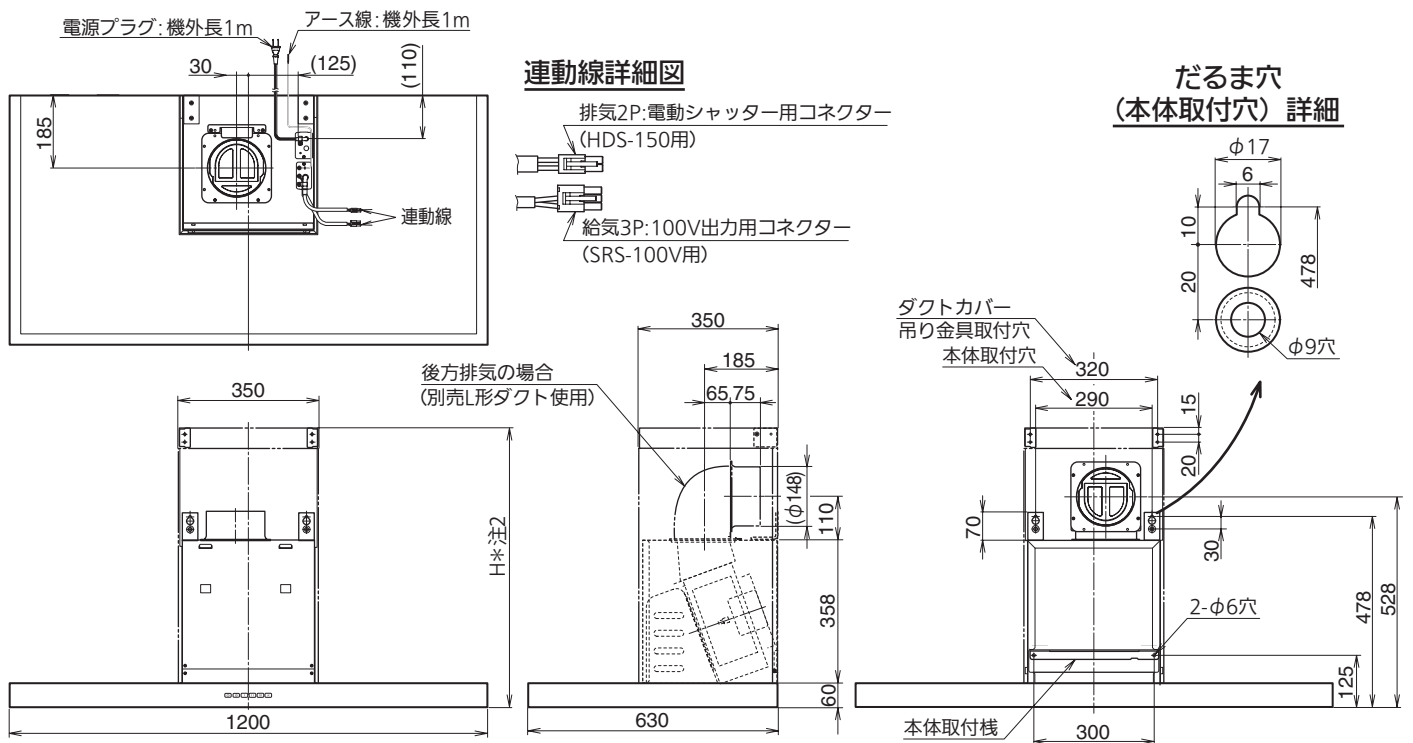 電源プラグ：機外長1m
アース線：機外長1m
30
(125)
(110)
185
連動線
連動線詳細図
排気2P:電動シャッター用コネクター
(HDS-150用)
給気3P:100V出力用コネクター
(SRS-100V用)
だるま穴
(本体取付穴) 詳細
φ17
6
10
20
478
φ9穴
350
H※注2
1200
後方排気の場合
(別売L形ダクト使用)
350
185
65,75
(φ148)
110
358
60
630
ダクトカバー
吊り金具取付穴
本体取付穴
320
290
15
20
70
30
478
528
2-φ6穴
125
本体取付桟
300